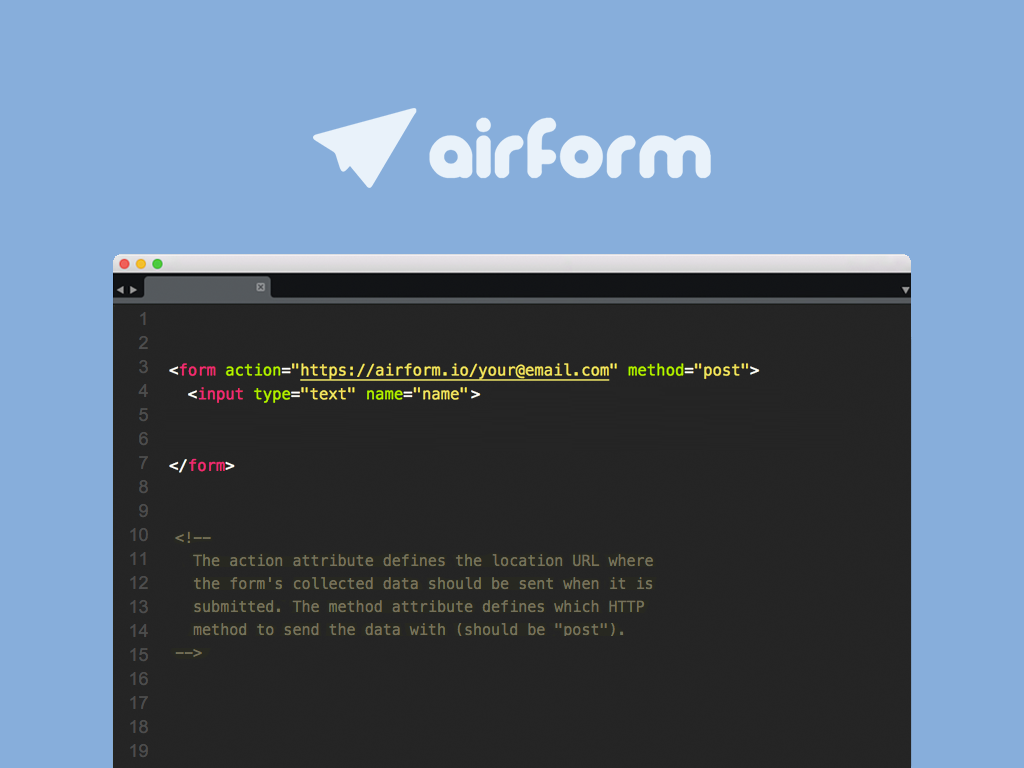 airform
1
2
3 <form action="https://airform.io/your@email.com" method="post">
4 <input type="text" name="name">
5
6
7 </form>
8
9
10 <!--
11 The action attribute defines the location URL where
12 the form's collected data should be sent when it is
13 submitted. The method attribute defines which HTTP
14 method to send the data with (should be "post").
15 -->
16
17
18
19